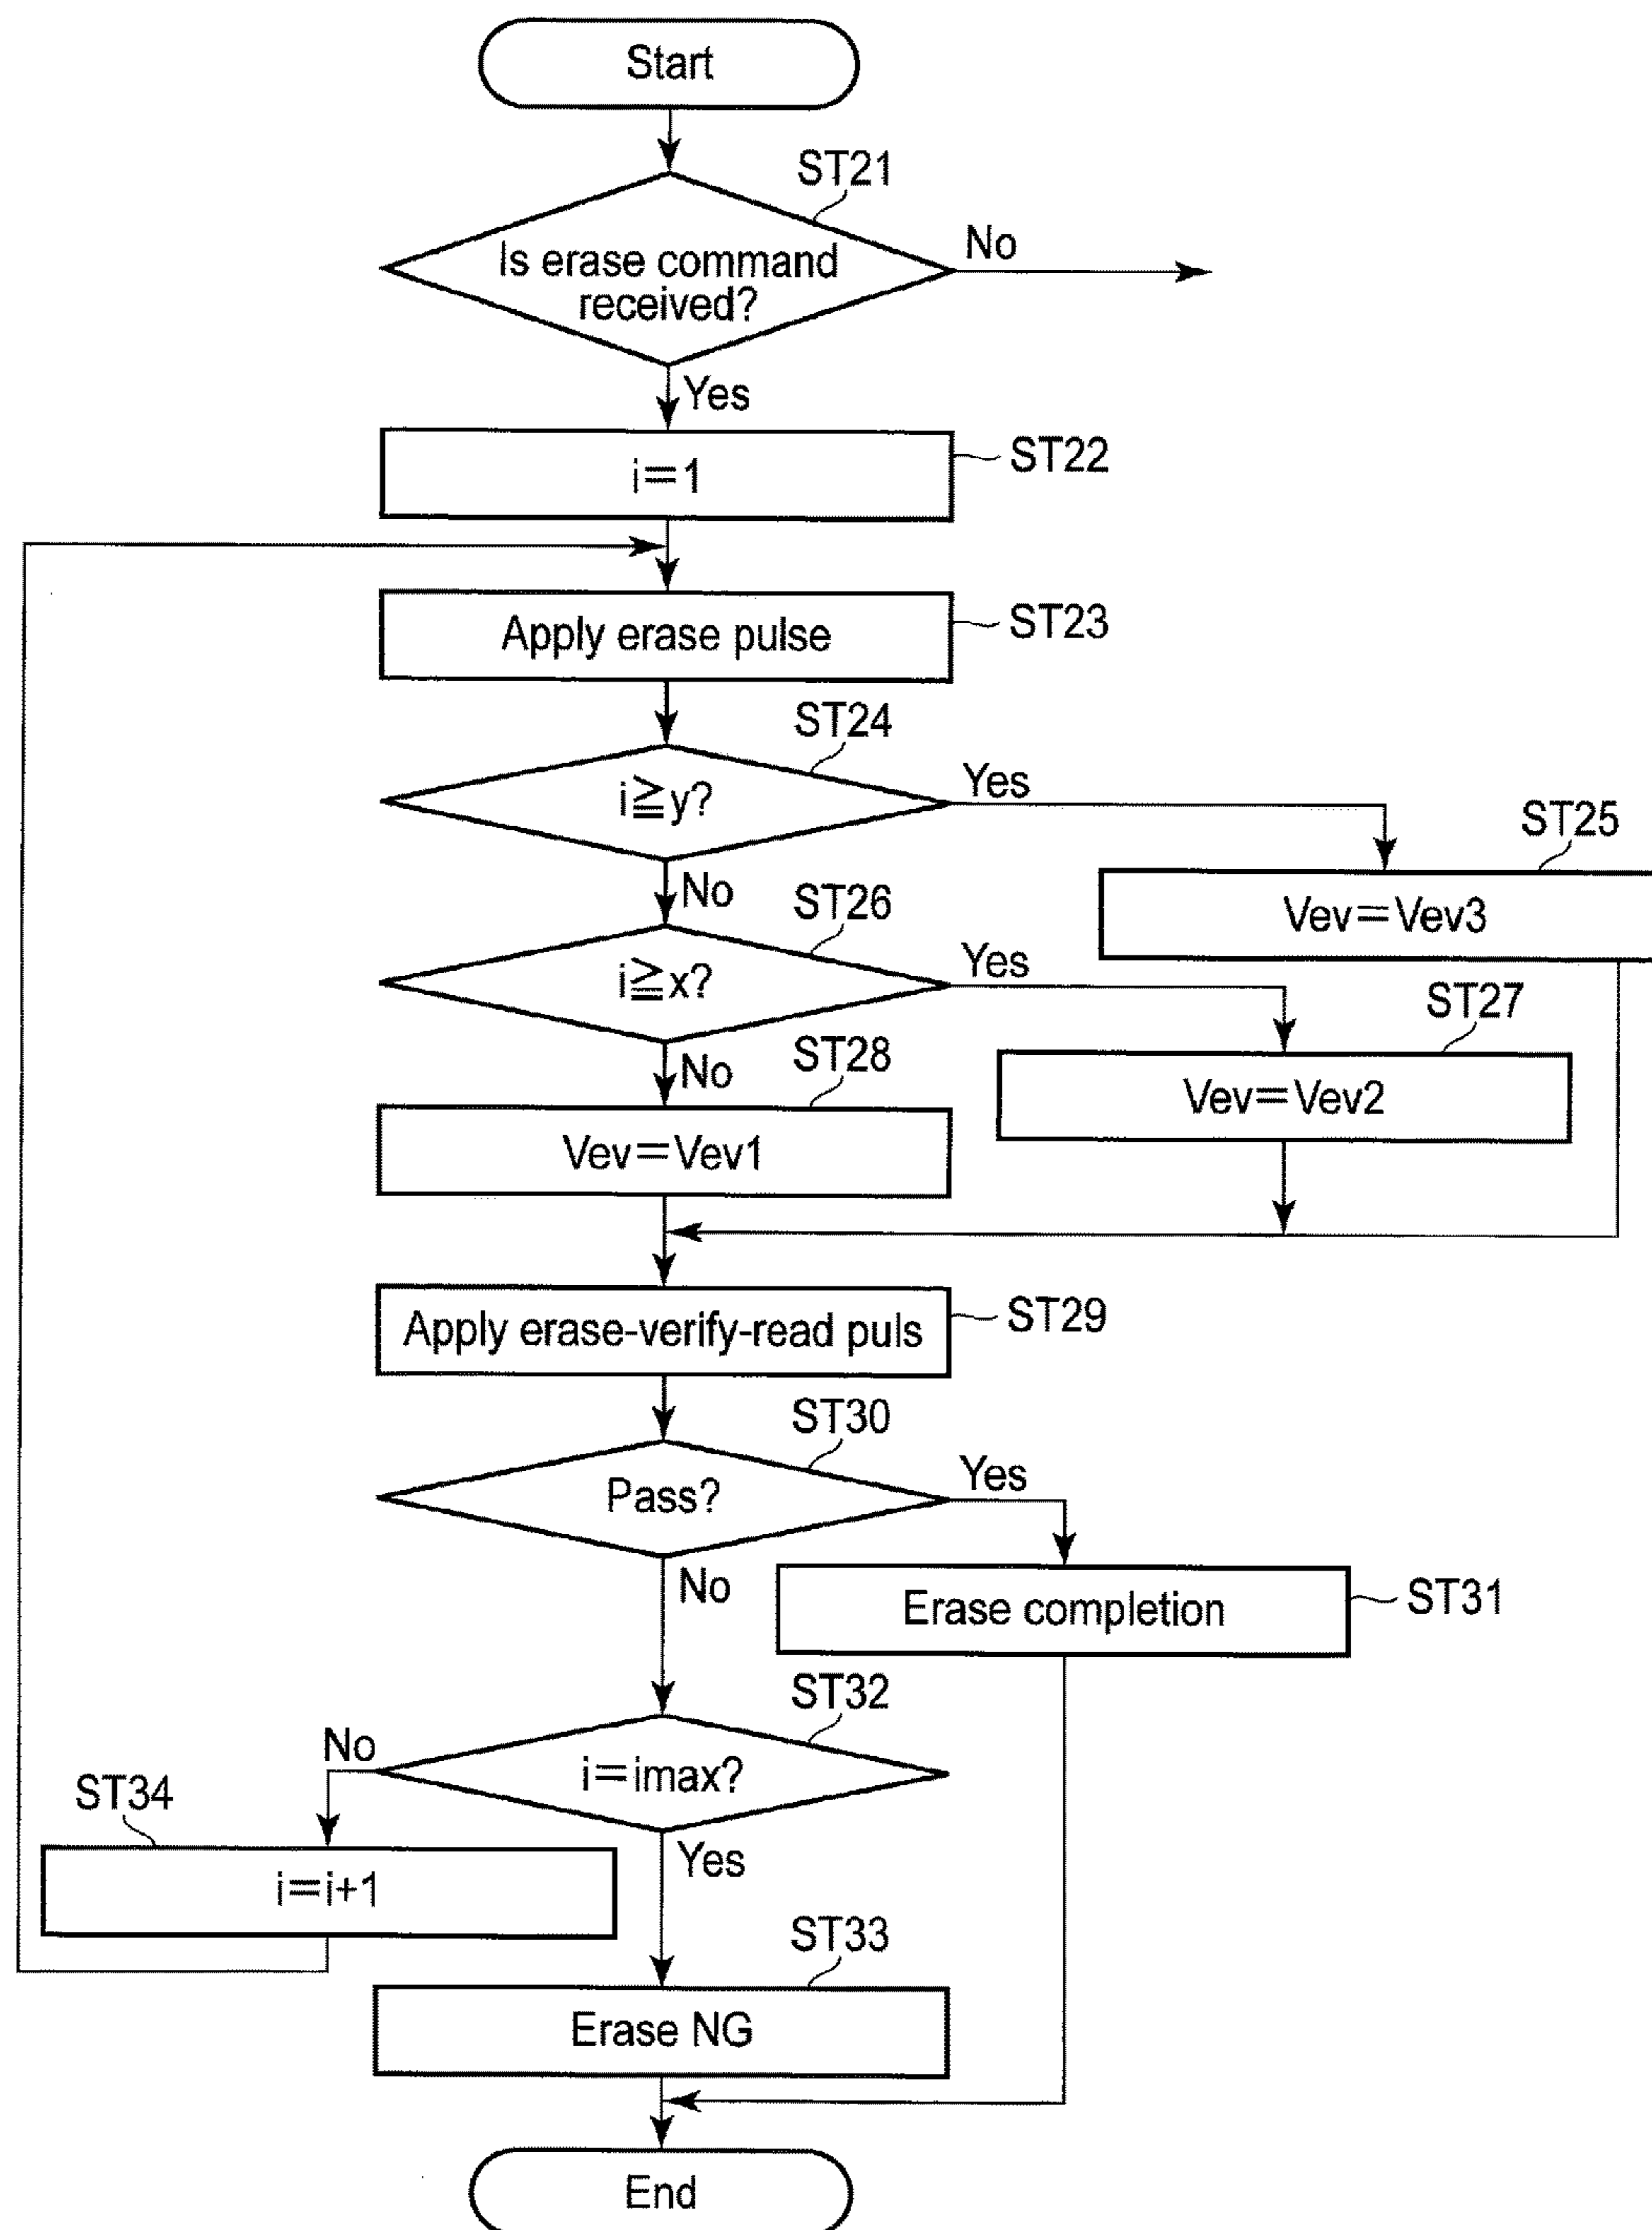 Start
ST21
Is erase command
received?
No
Yes
i=1
ST22
Apply erase pulse
ST23
ST24
i≧y?
Yes
ST25
Vev=Vev3
No
ST26
i≧x?
Yes
ST27
Vev=Vev2
No
ST28
Vev=Vev1
Apply erase-verify-read puls
ST29
ST30
Pass?
Yes
No
Erase completion
ST31
ST32
i=imax?
No
ST34
i=i+1
Yes
ST33
Erase NG
End